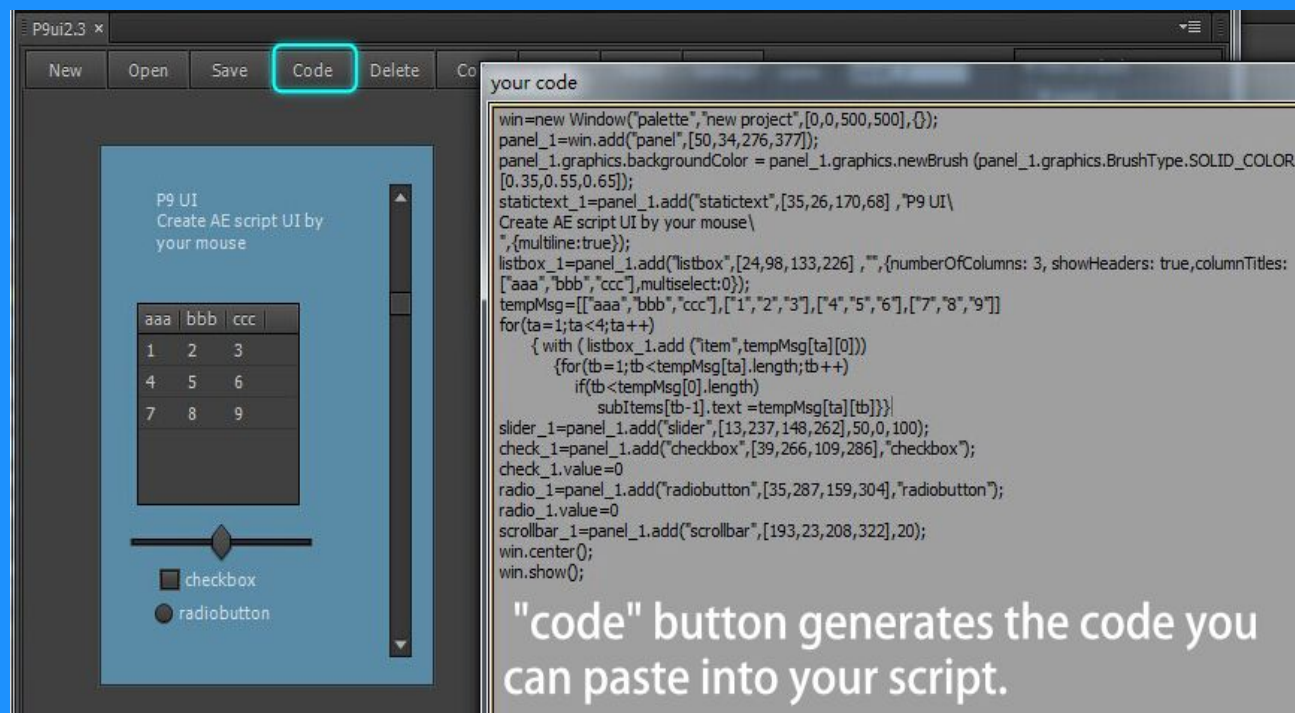 P9ui2.3 ×
New Open Save Code Delete Co
P9 UI
Create AE script UI by
your mouse
aaa bbb ccc
1 2 3
4 5 6
7 8 9
checkbox
radiobutton
your code
win=new Window("palette","new project",[0,0,500,500],{});
panel_1=win.add("panel",[50,34,276,377]);
panel_1.graphics.backgroundColor = panel_1.graphics.newBrush (panel_1.graphics.BrushType.SOLID_COLOR
[0.35,0.55,0.65]);
statictext_1=panel_1.add("statictext",[35,26,170,68] ,"P9 UI\
Create AE script UI by your mouse\
",{multiline:true});
listbox_1=panel_1.add("listbox",[24,98,133,226] ,"",{numberOfColumns: 3, showHeaders: true,columnTitles:
["aaa","bbb","ccc"],multiselect:0});
tempMsg=[["aaa","bbb","ccc"],["1","2","3"],["4","5","6"],["7","8","9"]]
for(ta=1;ta<4;ta++)
{ with (listbox_1.add ("item",tempMsg[ta][0]))
{for(tb=1;tb<tempMsg[ta].length;tb++)
if(tb<tempMsg[0].length)
subItems[tb-1].text =tempMsg[ta][tb]}}
slider_1=panel_1.add("slider",[13,237,148,262],50,0,100);
check_1=panel_1.add("checkbox",[39,266,109,286],"checkbox");
check_1.value=0
radio_1=panel_1.add("radiobutton",[35,287,159,304],"radiobutton");
radio_1.value=0
scrollbar_1=panel_1.add("scrollbar",[193,23,208,322],20);
win.center();
win.show();
"code" button generates the code you
can paste into your script.